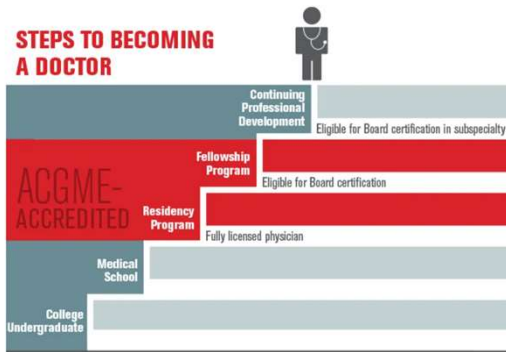 STEPS TO BECOMING
A DOCTOR
Continuing
Professional
Development
Eligible for Board certification in subspecialty
Fellowship
Program
Eligible for Board certification
ACGME-
ACCREDITED
Residency
Program
Fully licensed physician
Medical
School
College
Undergraduate